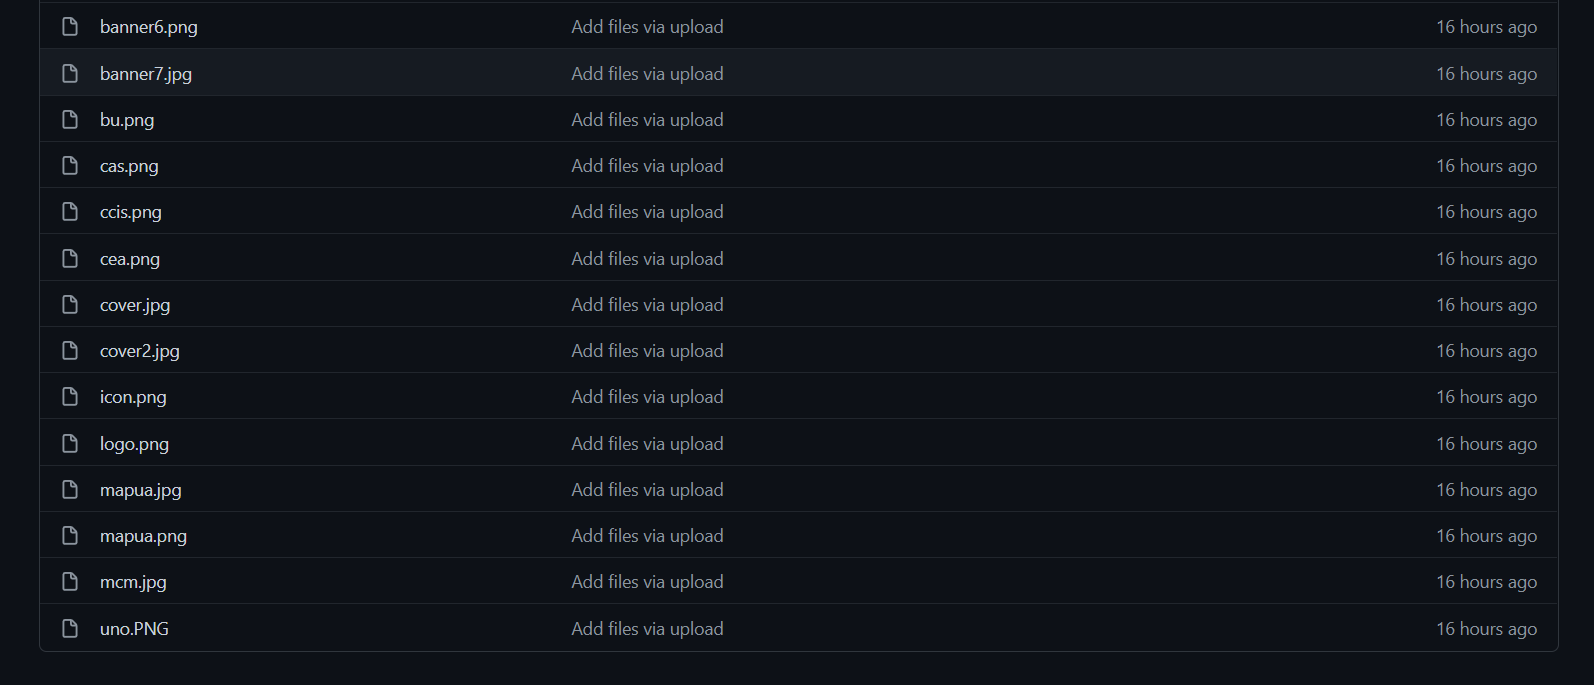 banner6.png Add files via upload 16 hours ago
banner7.jpg Add files via upload 16 hours ago
bu.png Add files via upload 16 hours ago
cas.png Add files via upload 16 hours ago
ccis.png Add files via upload 16 hours ago
cea.png Add files via upload 16 hours ago
cover.jpg Add files via upload 16 hours ago
cover2.jpg Add files via upload 16 hours ago
icon.png Add files via upload 16 hours ago
logo.png Add files via upload 16 hours ago
mapua.jpg Add files via upload 16 hours ago
mapua.png Add files via upload 16 hours ago
mcm.jpg Add files via upload 16 hours ago
uno.PNG Add files via upload 16 hours ago